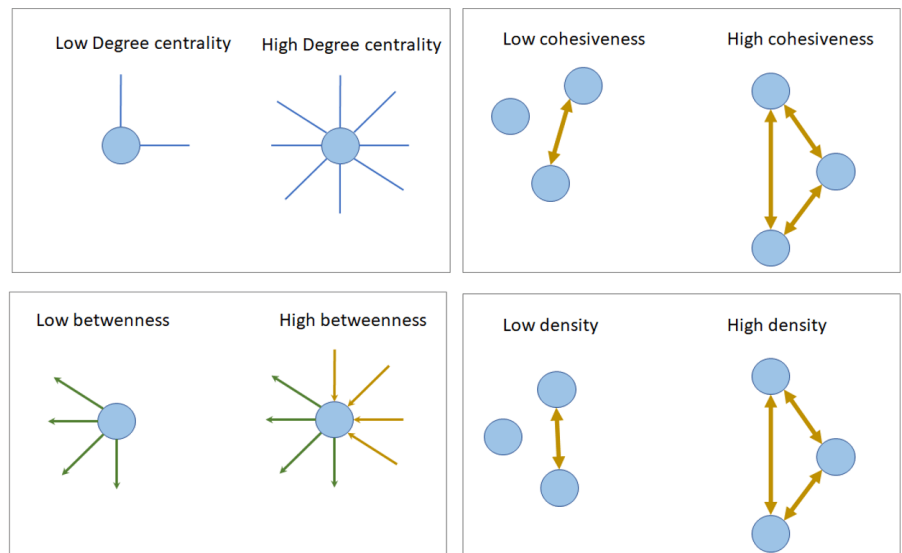 Low Degree centrality
High Degree centrality
Low cohesiveness
High cohesiveness
Low betwenness
High betweenness
Low density
High density